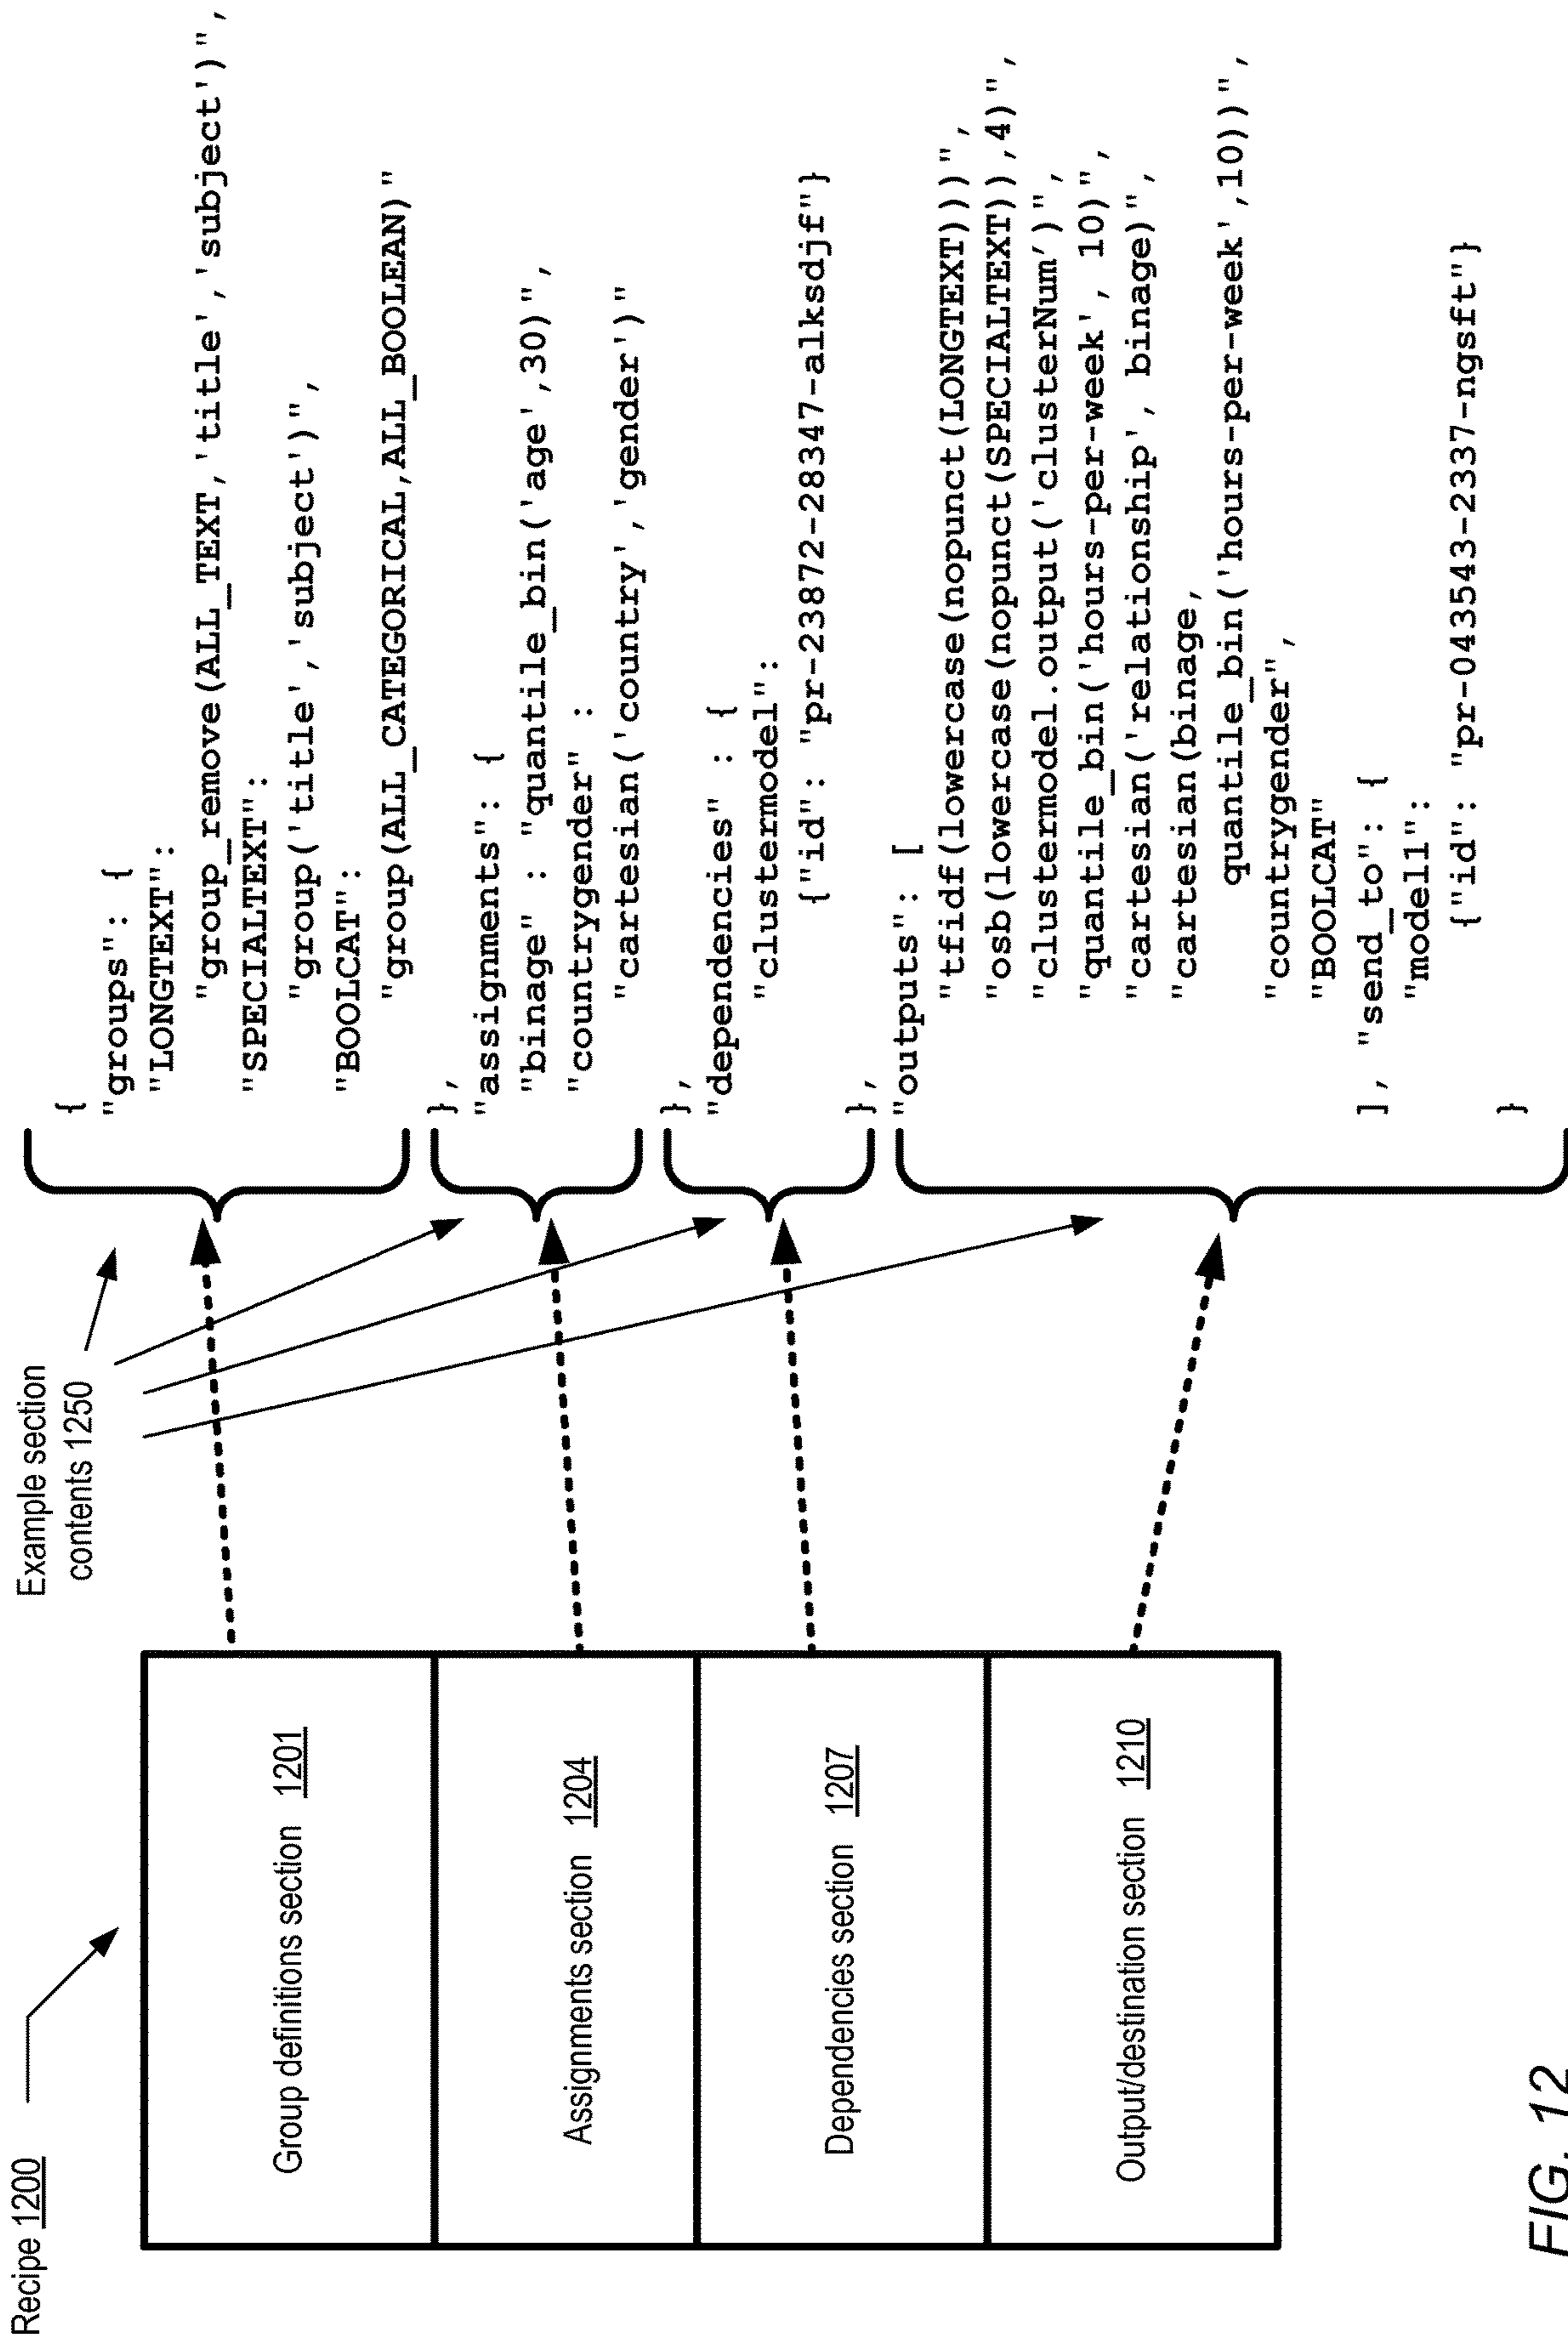 Recipe 1200
Group definitions section 1201
Assignments section 1204
Dependencies section 1207
Output/destination section 1210
Example section
contents 1250
{
"groups": {
"LONGTEXT":
"group_remove(ALL_TEXT,'title','subject')",
"SPECIALTEXT":
"group('title','subject')",
"BOOLCAT":
"group(ALL_CATEGORICAL,ALL_BOOLEAN)"
},
"assignments": {
"binage" : "quantile_bin('age',30)",
"countrygender" :
"cartesian('country','gender')"
},
"dependencies" : {
"clustermodel":
{"id": "pr-23872-28347-alksdjf"}
},
"outputs": [
"tfidf(lowercase(nopunct(LONGTEXT)))",
"osb(lowercase(nopunct(SPECIALTEXT)),4)",
"clustermodel.output('clusterNum')",
"quantile_bin('hours-per-week', 10)",
"cartesian('relationship', binage)",
"cartesian(binage,
quantile_bin('hours-per-week',10))",
"countrygender",
"BOOLCAT"
], "send_to": {
"model1":
{"id": "pr-043543-2337-ngsft"}
}
FIG. 12